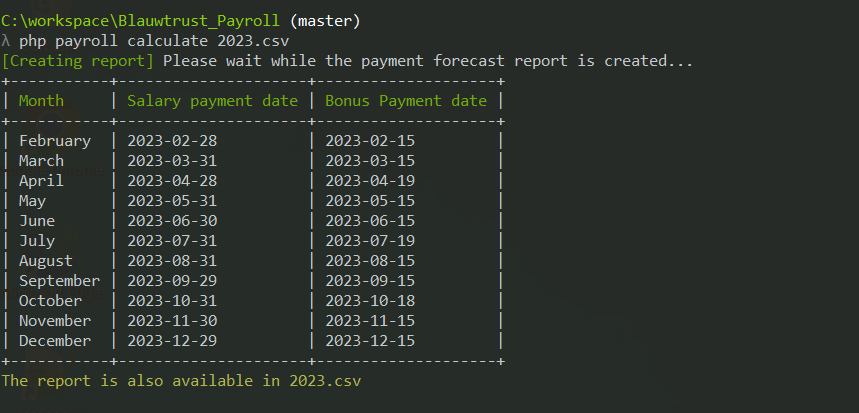 C:\workspace\Blauwtrust_Payroll (master)
λ php payroll calculate 2023.csv
[Creating report] Please wait while the payment forecast report is created...
+-----------+---------------------+--------------------+
| Month     | Salary payment date | Bonus Payment date |
+-----------+---------------------+--------------------+
| February  | 2023-02-28          | 2023-02-15         |
| March     | 2023-03-31          | 2023-03-15         |
| April     | 2023-04-28          | 2023-04-19         |
| May       | 2023-05-31          | 2023-05-15         |
| June      | 2023-06-30          | 2023-06-15         |
| July      | 2023-07-31          | 2023-07-19         |
| August    | 2023-08-31          | 2023-08-15         |
| September | 2023-09-29          | 2023-09-15         |
| October   | 2023-10-31          | 2023-10-18         |
| November  | 2023-11-30          | 2023-11-15         |
| December  | 2023-12-29          | 2023-12-15         |
+-----------+---------------------+--------------------+
The report is also available in 2023.csv